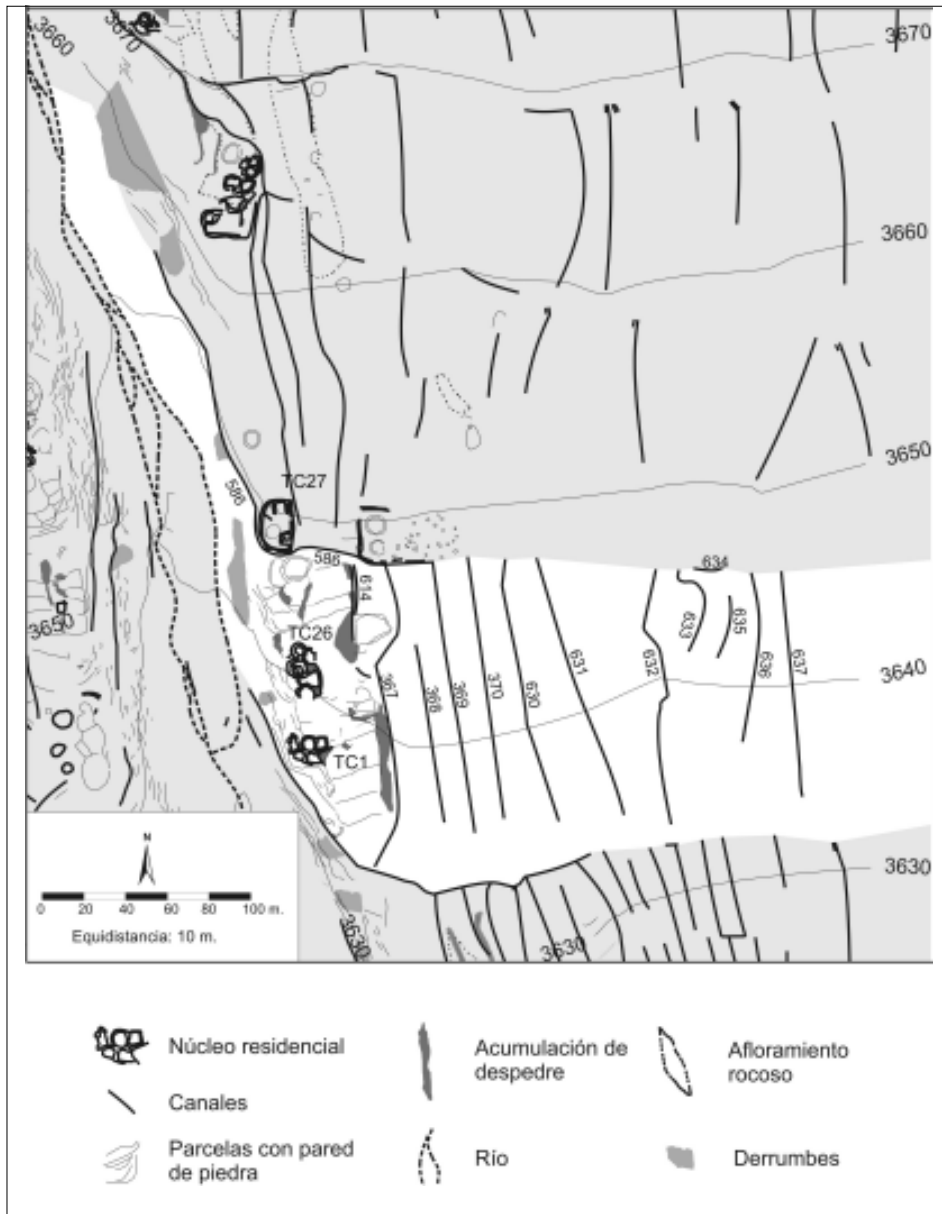 3660
3670
3670
3660
3650
TC27
586
586
614
634
TC26
633
635
3650
367
368
369
370
630
631
632
636
637
3640
TC1
3630
3630
3630
N
0 20 40 60 80 100 m.
Equidistancia: 10 m.
Núcleo residencial
Acumulación de
despedre
Afloramiento
rocoso
Canales
Parcelas con pared
de piedra
Río
Derrumbes